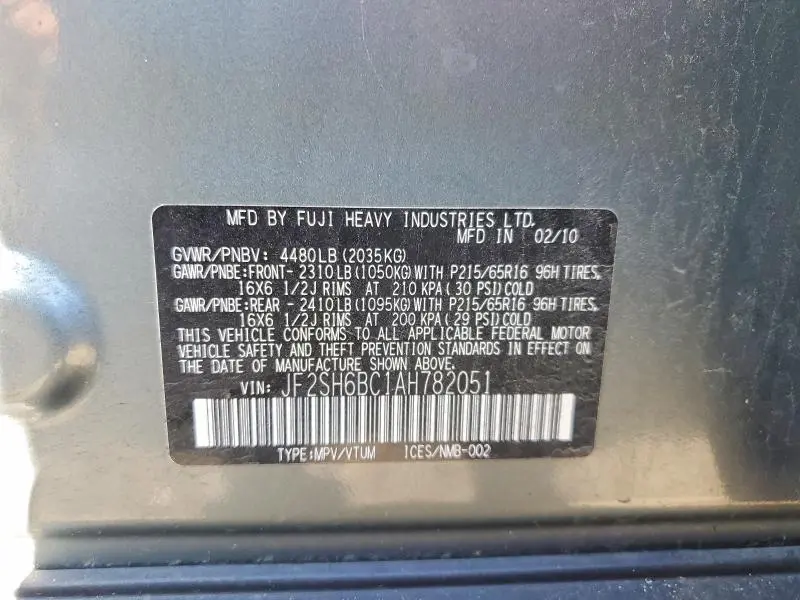 MFD BY FUJI HEAVY INDUSTRIES LTD.
MFD IN 02/10
GVWR/PNBV: 4480LB(2035KG)
GAWR/PNBE:FRONT- 2310LB(1050KG)WITH P215/65R16 96H TIRES,
16X6 1/2J RIMS AT 210 KPA(30 PSI)COLD
GAWR/PNBE:REAR - 2410LB(1095KG)WITH P215/65R16 96H TIRES,
16X6 1/2J RIMS AT 200 KPA(29 PSI)COLD
THIS VEHICLE CONFORMS TO ALL APPLICABLE FEDERAL MOTOR
VEHICLE SAFETY AND THEFT PREVENTION STANDARDS IN EFFECT ON
THE DATE OF MANUFACTURE SHOWN ABOVE.
VIN: JF2SH6BC1AH782051
TYPE:MPV/VTUM ICES/NMB-002